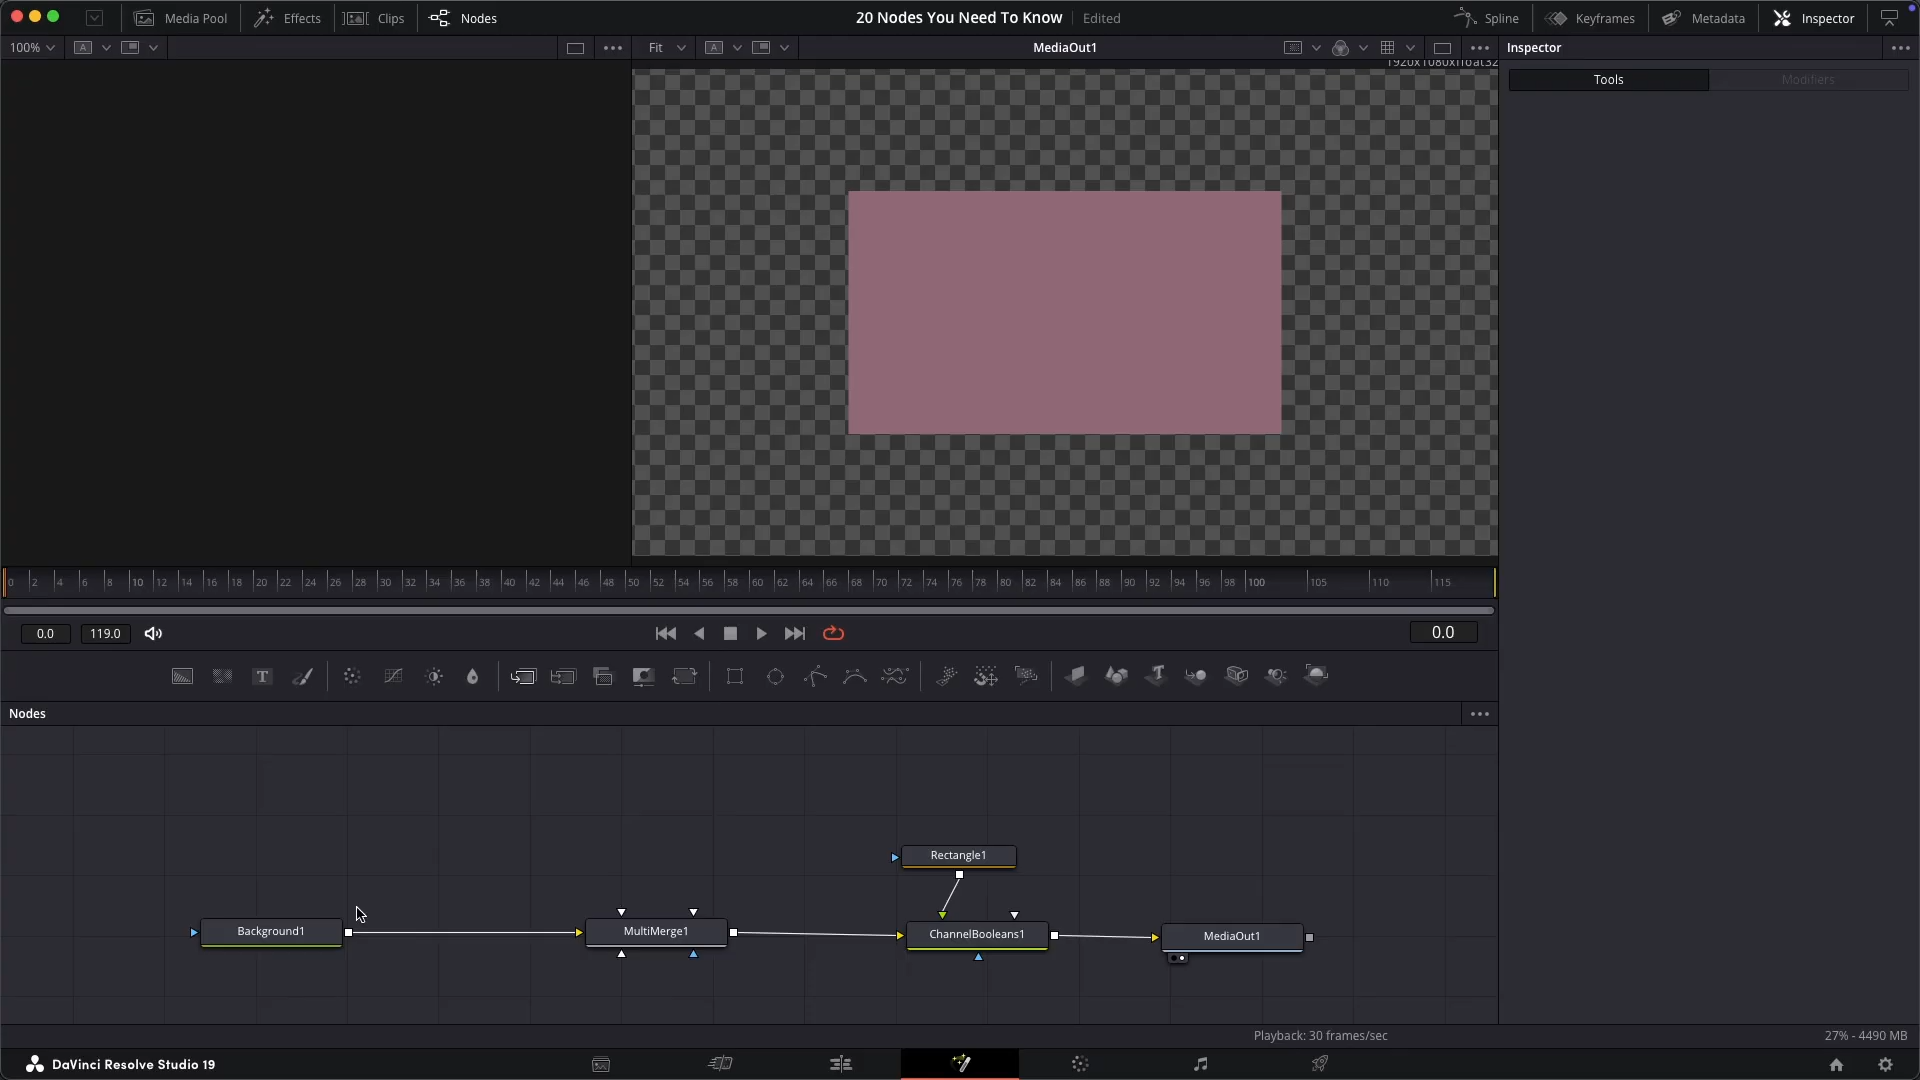 Media Pool Effects Clips Nodes 20 Nodes You Need To Know Edited Spline Keyframes Metadata Inspector
100% A Fit A MediaOut1 Inspector
1920x1080xfloat32
Tools Modifiers
0 2 4 6 8 10 12 14 16 18 20 22 24 26 28 30 32 34 36 38 40 42 44 46 48 50 52 54 56 58 60 62 64 66 68 70 72 74 76 78 80 82 84 86 88 90 92 94 96 98 100 105 110 115
0.0 119.0 0.0
T T
Nodes
Rectangle1
Background1 MultiMerge1 ChannelBooleans1 MediaOut1
Playback: 30 frames/sec 27% - 4490 MB
DaVinci Resolve Studio 19